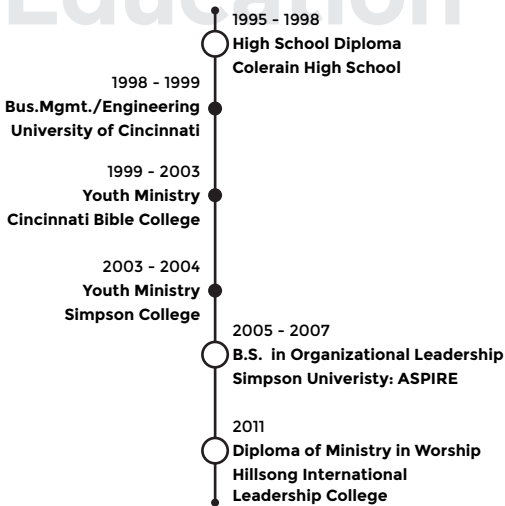 Education
1995 - 1998
High School Diploma
Colerain High School
1998 - 1999
Bus.Mgmt./Engineering
University of Cincinnati
1999 - 2003
Youth Ministry
Cincinnati Bible College
2003 - 2004
Youth Ministry
Simpson College
2005 - 2007
B.S. in Organizational Leadership
Simpson Univeristy: ASPIRE
2011
Diploma of Ministry in Worship
Hillsong International
Leadership College